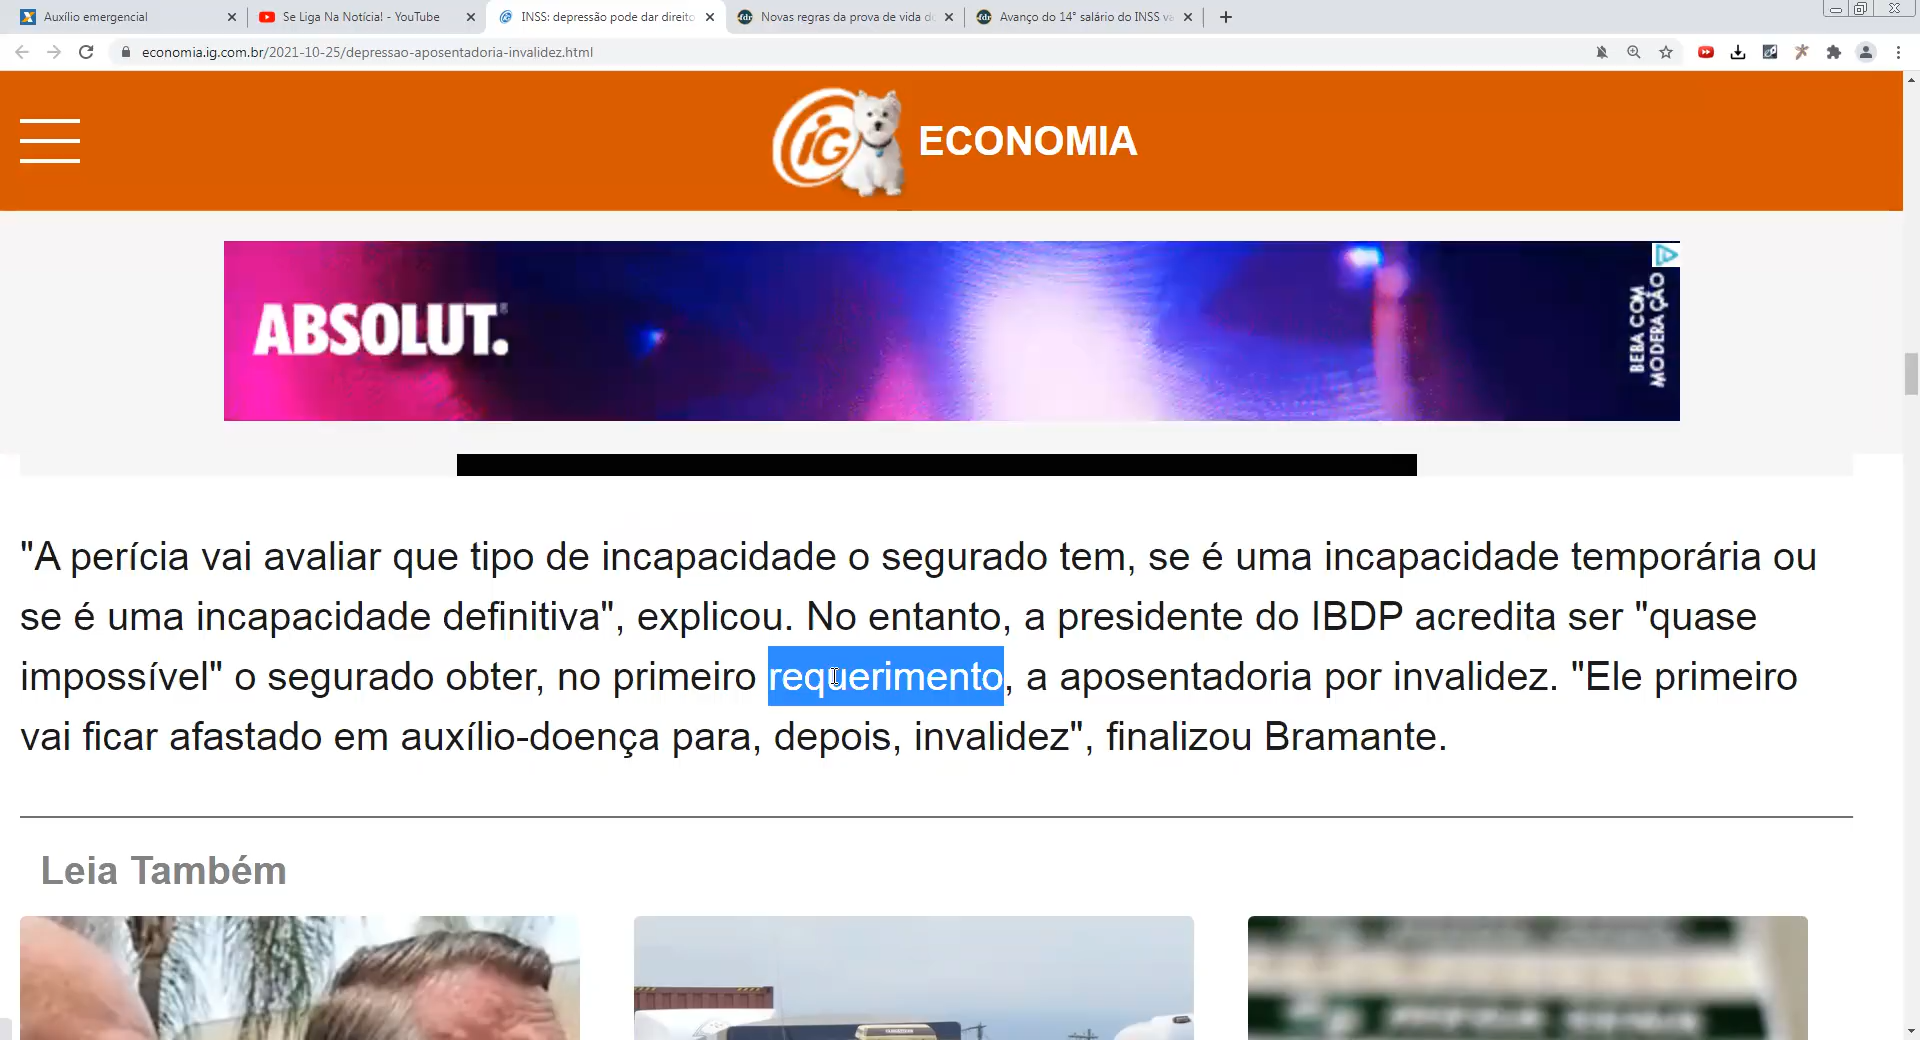 Auxílio emergencial
Se Liga Na Notícia! - YouTube
INSS: depressão pode dar direito
Novas regras da prova de vida d
Avanço do 14° salário do INSS va
economia.ig.com.br/2021-10-25/depressao-aposentadoria-invalidez.html
iG ECONOMIA
ABSOLUT.
BEBA COM
MODERAÇÃO
"A perícia vai avaliar que tipo de incapacidade o segurado tem, se é uma incapacidade temporária ou
se é uma incapacidade definitiva", explicou. No entanto, a presidente do IBDP acredita ser "quase
impossível" o segurado obter, no primeiro requerimento, a aposentadoria por invalidez. "Ele primeiro
vai ficar afastado em auxílio-doença para, depois, invalidez", finalizou Bramante.
Leia Também